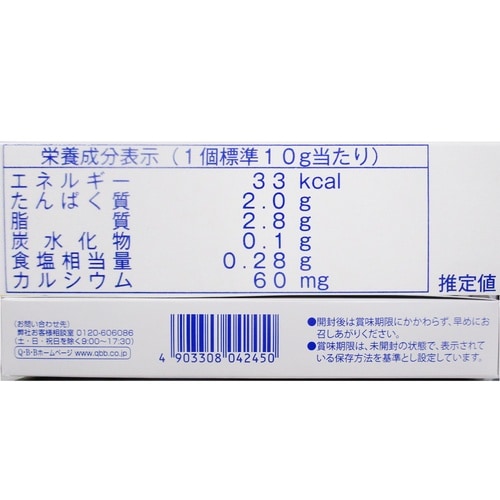 栄養成分表示（1個標準10g当たり）
エネルギー 33 kcal
たんぱく質 2.0 g
脂質 2.8 g
炭水化物 0.1 g
食塩相当量 0.28 g
カルシウム 60 mg 推定値
〔お問い合わせ先〕
弊社お客様相談室 0120-606086
(土・日・祝日を除く9:00～17:30)
Q・B・Bホームページ www.qbb.co.jp
4 903308 042450
●開封後は賞味期限にかかわらず、早めにお
召しあがりください。
●賞味期限は、未開封の状態で、表示されて
いる保存方法を基準とし設定しています。